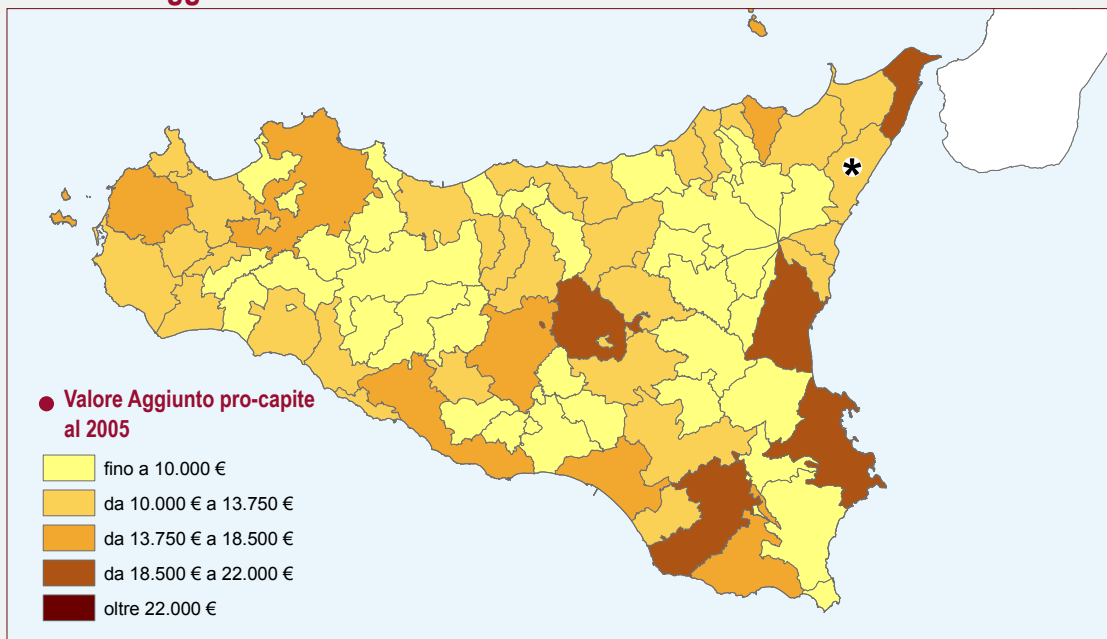 Valore Aggiunto pro-capite
al 2005
fino a 10.000 €
da 10.000 € a 13.750 €
da 13.750 € a 18.500 €
da 18.500 € a 22.000 €
oltre 22.000 €